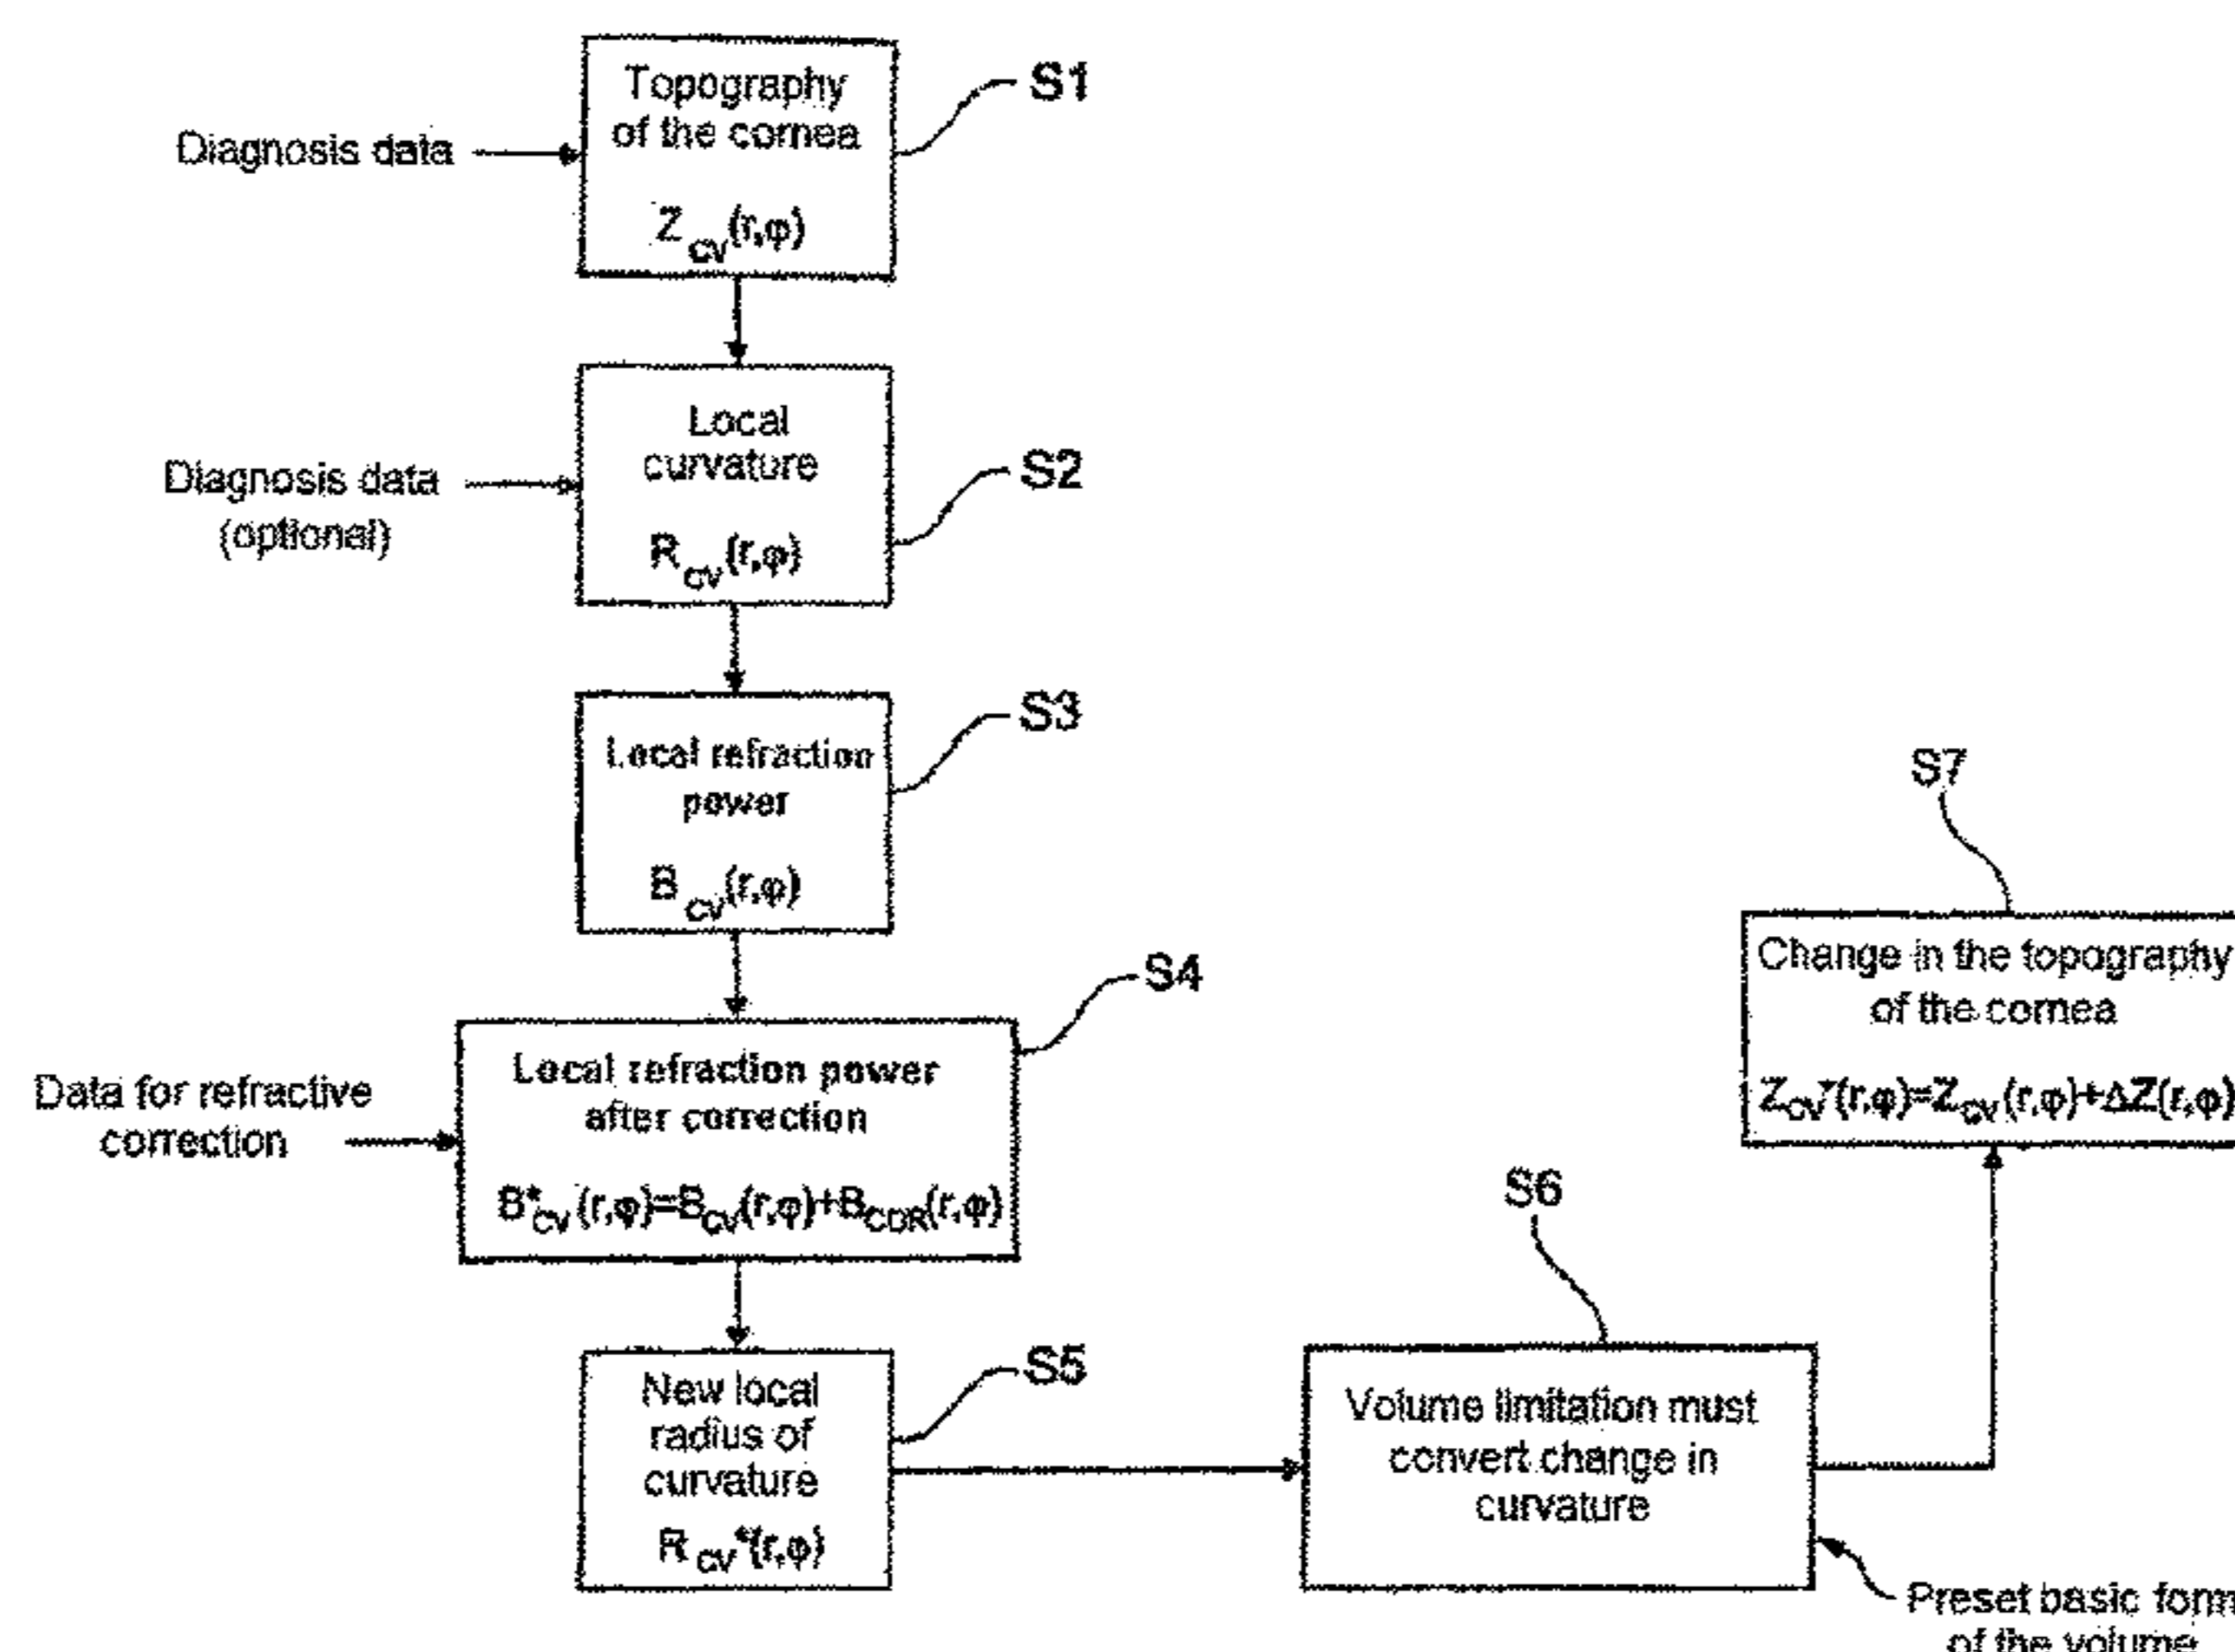 Topography
of the cornea
Z_CV(r,φ)
S1
Diagnosis data
Local
curvature
R_CV(r,φ)
S2
Diagnosis data
(optional)
Local refraction
power
B_CV(r,φ)
S3
Local refraction power
after correction
B*_CV(r,φ)=B_CV(r,φ)+B_COR(r,φ)
S4
Data for refractive
correction
New local
radius of
curvature
R_CV*(r,φ)
S5
Volume limitation must
convert change in
curvature
S6
Preset basic form
of the volume
S7
Change in the topography
of the cornea
Z_CV*(r,φ)=Z_CV(r,φ)+ΔZ(r,φ)